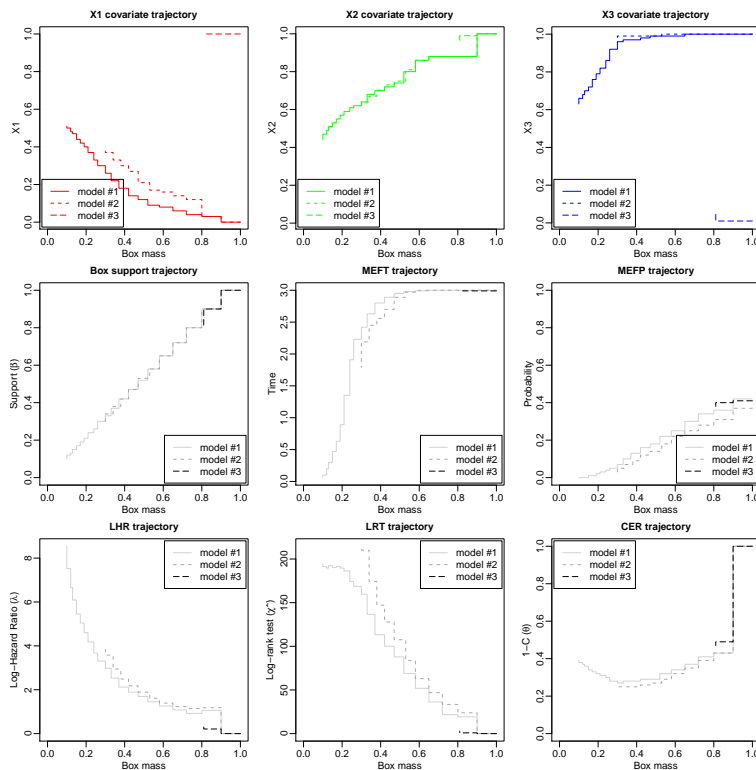 X1 covariate trajectory
X1
0.0 0.2 0.4 0.6 0.8 1.0
model #1
model #2
model #3
0.0 0.2 0.4 0.6 0.8 1.0
Box mass
X2 covariate trajectory
X2
0.0 0.2 0.4 0.6 0.8 1.0
model #1
model #2
model #3
0.0 0.2 0.4 0.6 0.8 1.0
Box mass
X3 covariate trajectory
X3
0.0 0.2 0.4 0.6 0.8 1.0
model #1
model #2
model #3
0.0 0.2 0.4 0.6 0.8 1.0
Box mass
Box support trajectory
Support (β)
0.0 0.2 0.4 0.6 0.8 1.0
model #1
model #2
model #3
0.0 0.2 0.4 0.6 0.8 1.0
Box mass
MEFT trajectory
Time
0.0 0.5 1.0 1.5 2.0 2.5 3.0
model #1
model #2
model #3
0.0 0.2 0.4 0.6 0.8 1.0
Box mass
MEFP trajectory
Probability
0.0 0.2 0.4 0.6 0.8 1.0
model #1
model #2
model #3
0.0 0.2 0.4 0.6 0.8 1.0
Box mass
LHR trajectory
Log-Hazard Ratio (λ)
0 2 4 6 8
model #1
model #2
model #3
0.0 0.2 0.4 0.6 0.8 1.0
Box mass
LRT trajectory
Log-rank test
0 50 100 150 200
model #1
model #2
model #3
0.0 0.2 0.4 0.6 0.8 1.0
Box mass
CER trajectory
1-C (θ)
0.0 0.2 0.4 0.6 0.8 1.0
model #1
model #2
model #3
0.0 0.2 0.4 0.6 0.8 1.0
Box mass